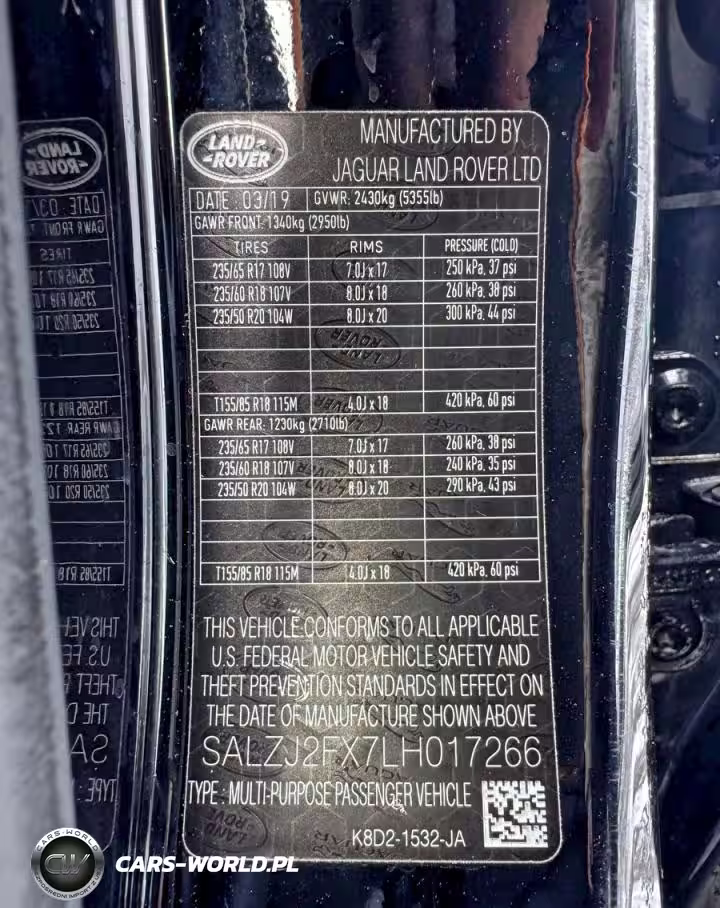 LAND ROVER
MANUFACTURED BY
JAGUAR LAND ROVER LTD
DATE : 03/19 GVWR: 2430kg (5355lb)
GAWR FRONT: 1340kg (2950lb)
TIRES RIMS PRESSURE (COLD)
235/65 R17 108V 7.0J x 17 250 kPa, 37 psi
235/60 R18 107V 8.0J x 18 260 kPa, 38 psi
235/50 R20 104W 8.0J x 20 300 kPa, 44 psi
T155/85 R18 115M 4.0J x 18 420 kPa, 60 psi
GAWR REAR: 1230kg (2710lb)
235/65 R17 108V 7.0J x 17 260 kPa, 38 psi
235/60 R18 107V 8.0J x 18 240 kPa, 35 psi
235/50 R20 104W 8.0J x 20 290 kPa, 43 psi
T155/85 R18 115M 4.0J x 18 420 kPa, 60 psi
THIS VEHICLE CONFORMS TO ALL APPLICABLE
U.S. FEDERAL MOTOR VEHICLE SAFETY AND
THEFT PREVENTION STANDARDS IN EFFECT ON
THE DATE OF MANUFACTURE SHOWN ABOVE
SALZJ2FX7LH017266
TYPE : MULTI-PURPOSE PASSENGER VEHICLE
K8D2-1532-JA
CARS-WORLD
CW
CARS-WORLD.PL